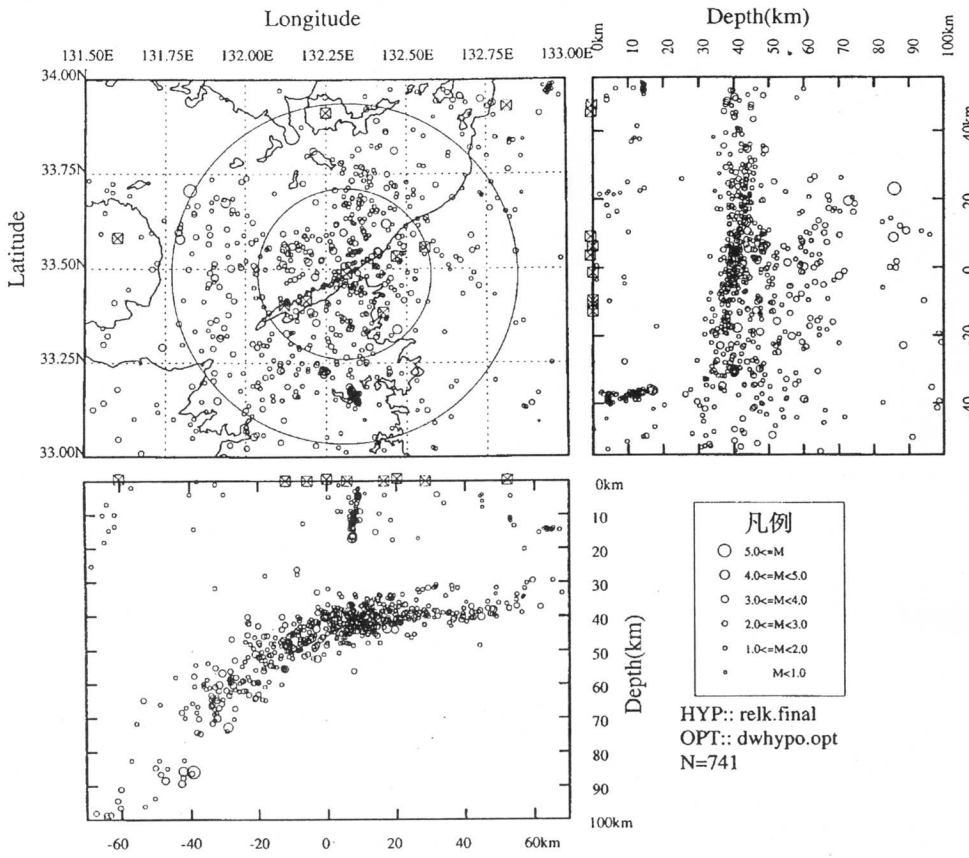 Longitude
131.50E 131.75E 132.00E 132.25E 132.50E 132.75E 133.00E
34.00N
33.75N
33.50N
33.25N
33.00N
Latitude
Depth(km)
0km 10 20 30 40 50 60 70 80 90 100km
40km
20
0
-20
-40
0km
10
20
30
40
50
60
70
80
90
100km
Depth(km)
-60 -40 -20 0 20 40 60km
凡例
5.0<=M
4.0<=M<5.0
3.0<=M<4.0
2.0<=M<3.0
1.0<=M<2.0
M<1.0
HYP:: relk.final
OPT:: dwhypo.opt
N=741